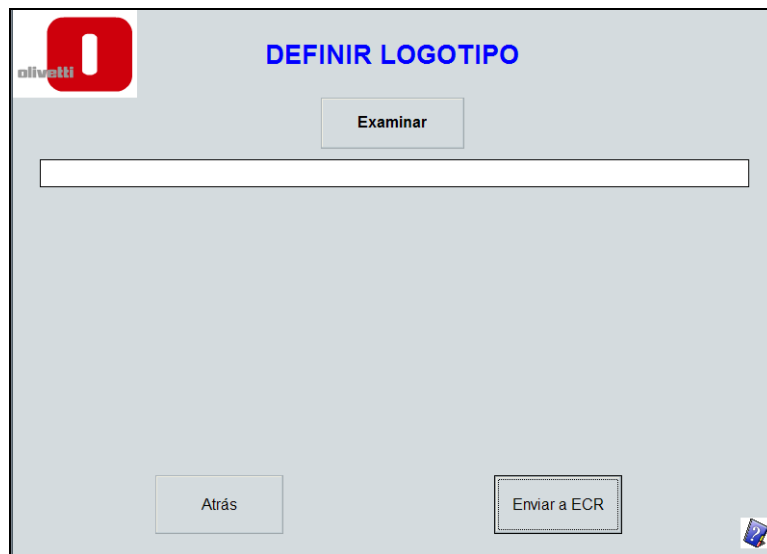 olivetti
DEFINIR LOGOTIPO
Examinar
Atrás
Enviar a ECR
?